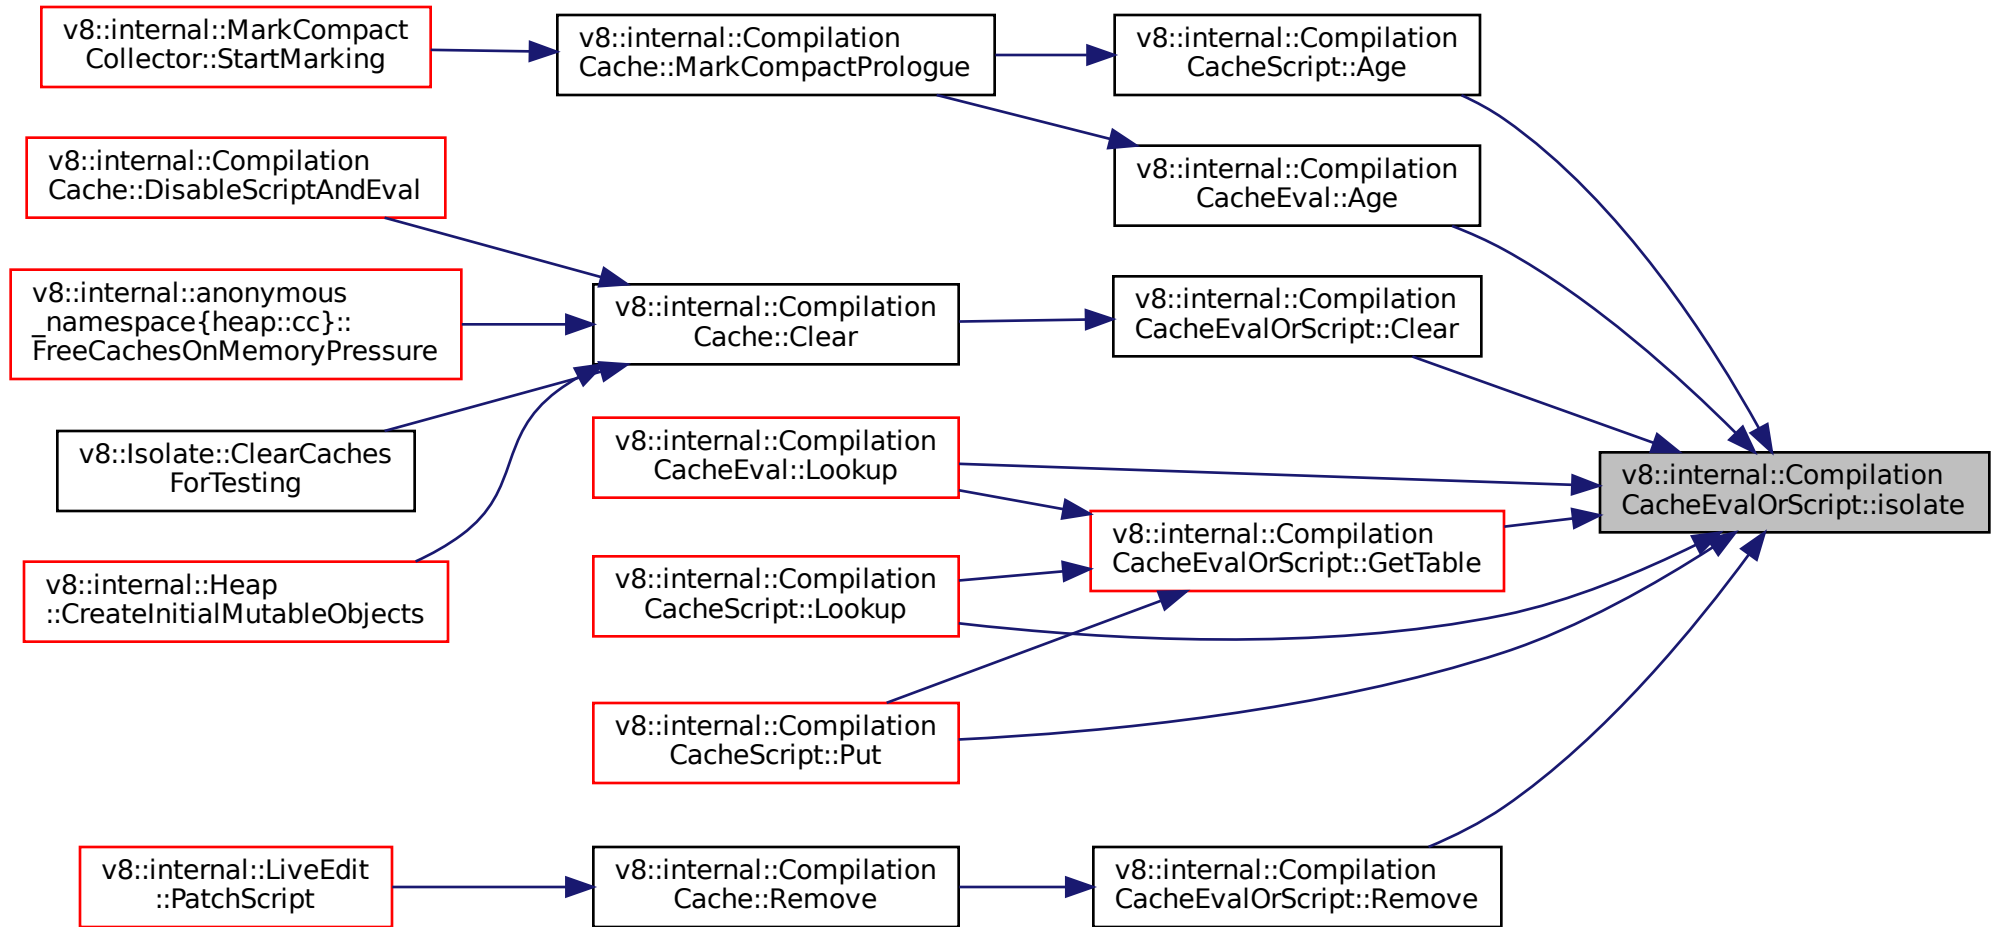 v8::internal::MarkCompact
Collector::StartMarking
v8::internal::Compilation
Cache::MarkCompactPrologue
v8::internal::Compilation
CacheScript::Age
v8::internal::Compilation
Cache::DisableScriptAndEval
v8::internal::Compilation
CacheEval::Age
v8::internal::anonymous
_namespace{heap::cc}::
FreeCachesOnMemoryPressure
v8::internal::Compilation
Cache::Clear
v8::internal::Compilation
CacheEvalOrScript::Clear
v8::Isolate::ClearCaches
ForTesting
v8::internal::Compilation
CacheEval::Lookup
v8::internal::Compilation
CacheEvalOrScript::isolate
v8::internal::Compilation
CacheEvalOrScript::GetTable
v8::internal::Heap
::CreateInitialMutableObjects
v8::internal::Compilation
CacheScript::Lookup
v8::internal::Compilation
CacheScript::Put
v8::internal::LiveEdit
::PatchScript
v8::internal::Compilation
Cache::Remove
v8::internal::Compilation
CacheEvalOrScript::Remove